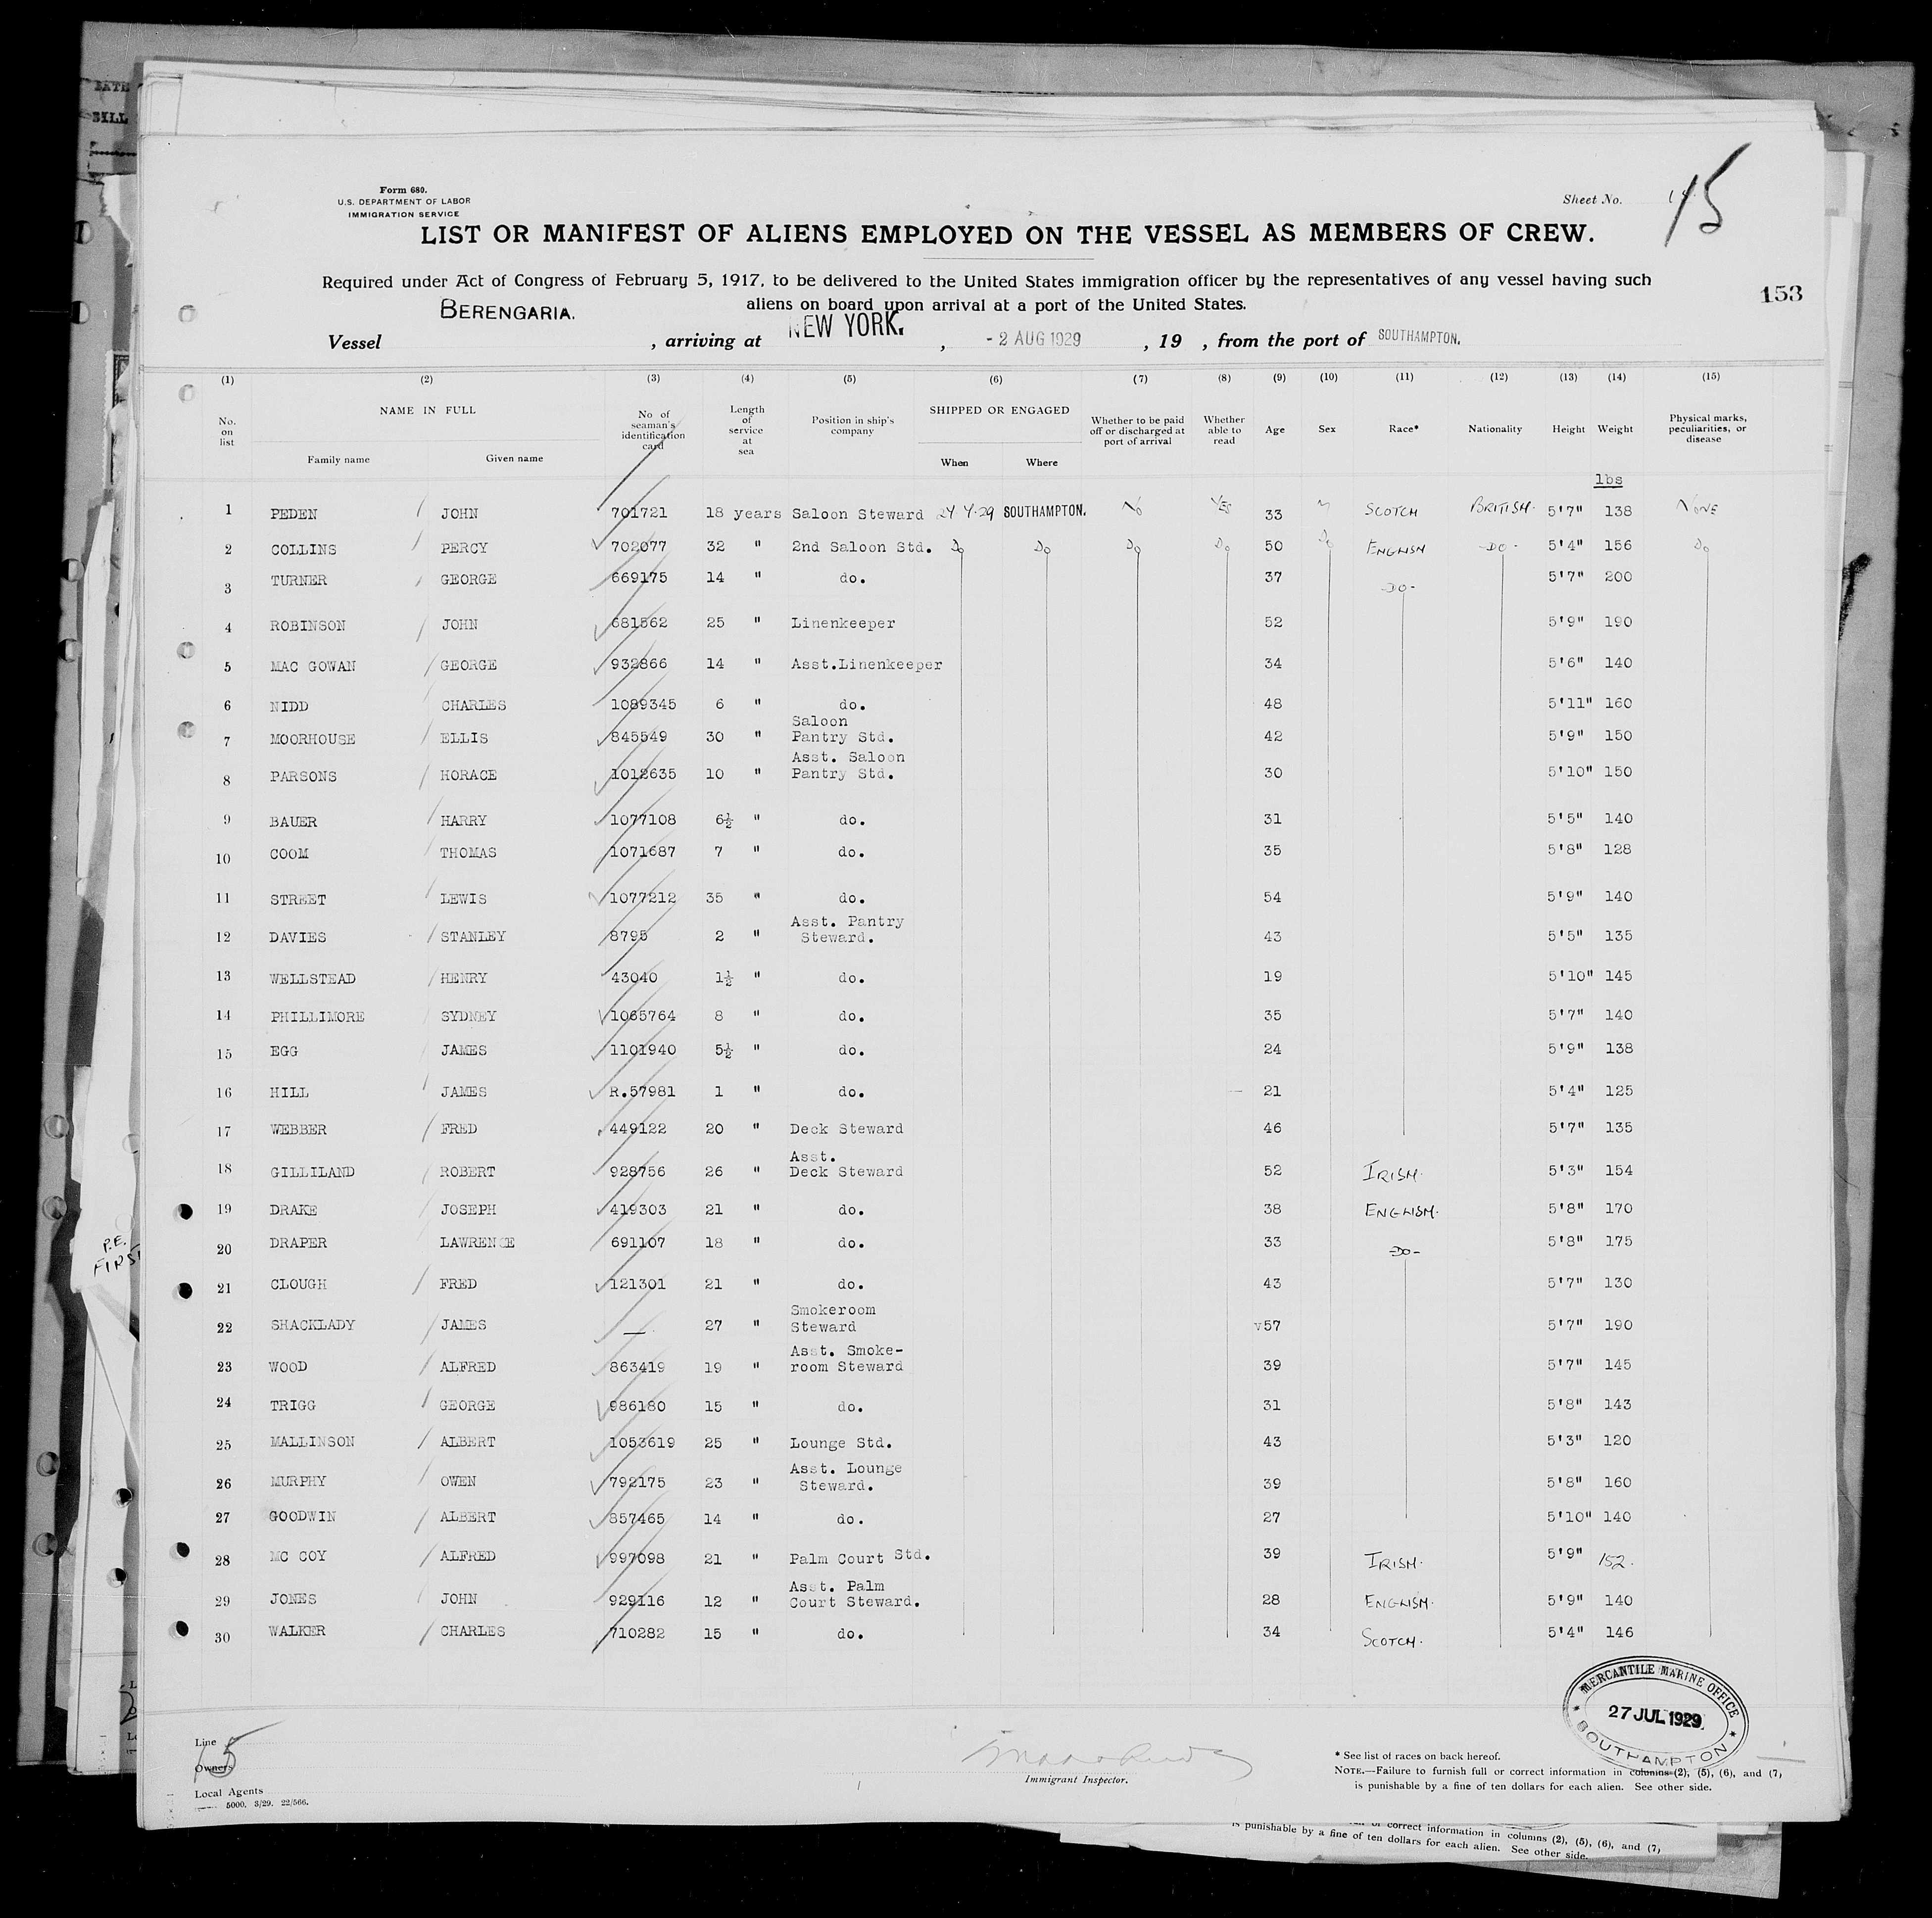 DATE
BILL
Form 680.
U.S. DEPARTMENT OF LABOR
IMMIGRATION SERVICE
Sheet No.
15
LIST OR MANIFEST OF ALIENS EMPLOYED ON THE VESSEL AS MEMBERS OF CREW.
Required under Act of Congress of February 5, 1917, to be delivered to the United States immigration officer by the representatives of any vessel having such
aliens on board upon arrival at a port of the United States.
153
Vessel BERENGARIA. , arriving at NEW YORK. , - 2 AUG 1929 , 19 , from the port of SOUTHAMPTON.
(1) (2) (3) (4) (5) (6) (7) (8) (9) (10) (11) (12) (13) (14) (15)
No. on list NAME IN FULL Family name Given name No of seaman's identification card Length of service at sea Position in ship's company SHIPPED OR ENGAGED When Where Whether to be paid off or discharged at port of arrival Whether able to read Age Sex Race* Nationality Height Weight Physical marks, peculiarities, or disease
lbs
1 PEDEN JOHN 701721 18 years Saloon Steward 24 7.29 SOUTHAMPTON. No YES 33 M SCOTCH BRITISH. 5'7" 138 NONE
2 COLLINS PERCY 702077 32 " 2nd Saloon Std. Do Do Do Do 50 Do ENGLISH -DO- 5'4" 156 Do
3 TURNER GEORGE 669175 14 " do. 37 -DO- 5'7" 200
4 ROBINSON JOHN 681562 25 " Linenkeeper 52 5'9" 190
5 MAC GOWAN GEORGE 932866 14 " Asst.Linenkeeper 34 5'6" 140
6 NIDD CHARLES 1089345 6 " do. 48 5'11" 160
7 MOORHOUSE ELLIS 845549 30 " Saloon Pantry Std. 42 5'9" 150
8 PARSONS HORACE 1012635 10 " Asst. Saloon Pantry Std. 30 5'10" 150
9 BAUER HARRY 1077108 6½ " do. 31 5'5" 140
10 COOM THOMAS 1071687 7 " do. 35 5'8" 128
11 STREET LEWIS 1077212 35 " do. 54 5'9" 140
12 DAVIES STANLEY 8795 2 " Asst. Pantry Steward. 43 5'5" 135
13 WELLSTEAD HENRY 43040 1½ " do. 19 5'10" 145
14 PHILLIMORE SYDNEY 1065764 8 " do. 35 5'7" 140
15 EGG JAMES 1101940 5½ " do. 24 5'9" 138
16 HILL JAMES R.57981 1 " do. 21 5'4" 125
17 WEBBER FRED 449122 20 " Deck Steward 46 5'7" 135
18 GILLILAND ROBERT 928756 26 " Asst. Deck Steward 52 IRISH. 5'3" 154
19 DRAKE JOSEPH 419303 21 " do. 38 ENGLISH. 5'8" 170
20 DRAPER LAWRENCE 691107 18 " do. 33 -DO- 5'8" 175
21 CLOUGH FRED 121301 21 " do. 43 5'7" 130
22 SHACKLADY JAMES — 27 " Smokeroom Steward 57 5'7" 190
23 WOOD ALFRED 863419 19 " Asst. Smoke-room Steward 39 5'7" 145
24 TRIGG GEORGE 986180 15 " do. 31 5'8" 143
25 MALLINSON ALBERT 1053619 25 " Lounge Std. 43 5'3" 120
26 MURPHY OWEN 792175 23 " Asst. Lounge Steward. 39 5'8" 160
27 GOODWIN ALBERT 857465 14 " do. 27 5'10" 140
28 MC COY ALFRED 997098 21 " Palm Court Std. 39 IRISH. 5'9" 152.
29 JONES JOHN 929116 12 " Asst. Palm Court Steward. 28 ENGLISH. 5'9" 140
30 WALKER CHARLES 710282 15 " do. 34 SCOTCH. 5'4" 146
P.E.
FIRST
MERCANTILE MARINE OFFICE
27 JUL 1929
SOUTHAMPTON
Line
15
Owners
Local Agents
5000. 3/29. 22/566.
Immigrant Inspector.
* See list of races on back hereof.
NOTE.—Failure to furnish full or correct information in columns (2), (5), (6), and (7,
is punishable by a fine of ten dollars for each alien. See other side.
or correct information in columns (2), (5), (6), and (7,
is punishable by a fine of ten dollars for each alien. See other side.